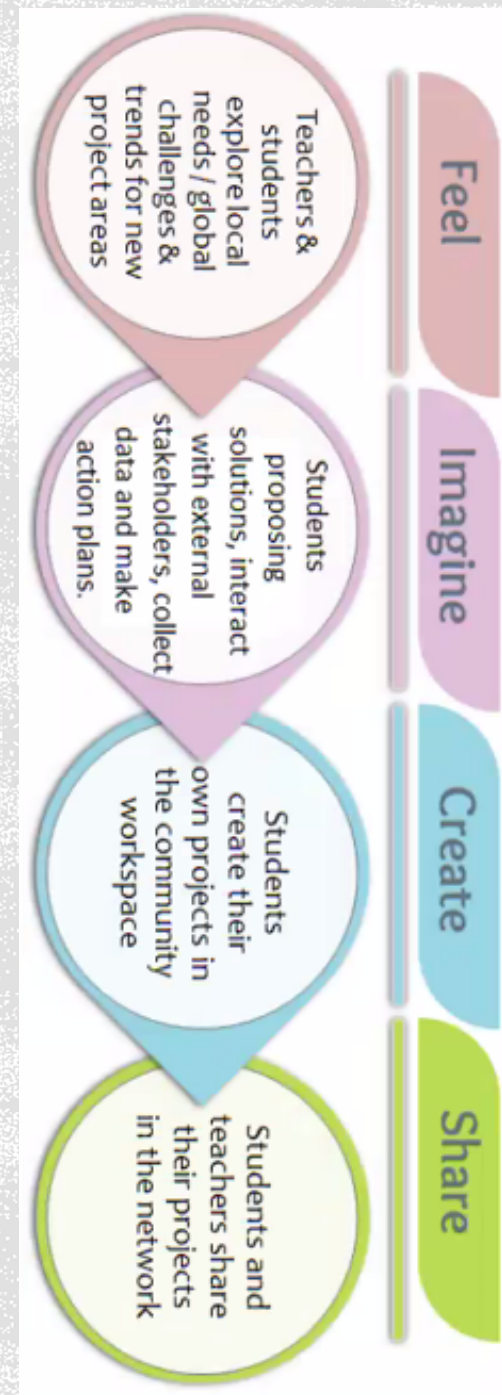 Feel
Imagine
Create
Share
Teachers &
students
explore local
needs / global
challenges &
trends for new
project areas
Students
proposing
solutions, interact
with external
stakeholders, collect
data and make
action plans.
Students
create their
own projects in
the community
workspace
Students and
teachers share
their projects
in the network